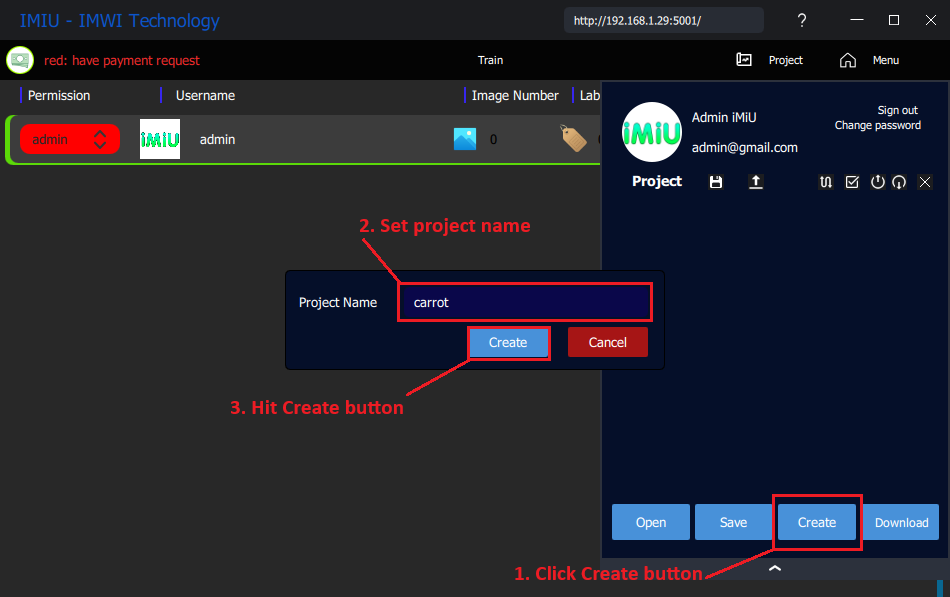 IMIU - IMWI Technology
http://192.168.1.29:5001/
?
red: have payment request
Train
Project
Menu
Permission
Username
Image Number
Lab
admin
iMiU
admin
0
iMiU
Admin iMiU
admin@gmail.com
Sign out
Change password
Project
2. Set project name
Project Name
carrot
Create
Cancel
3. Hit Create button
Open
Save
Create
Download
1. Click Create button